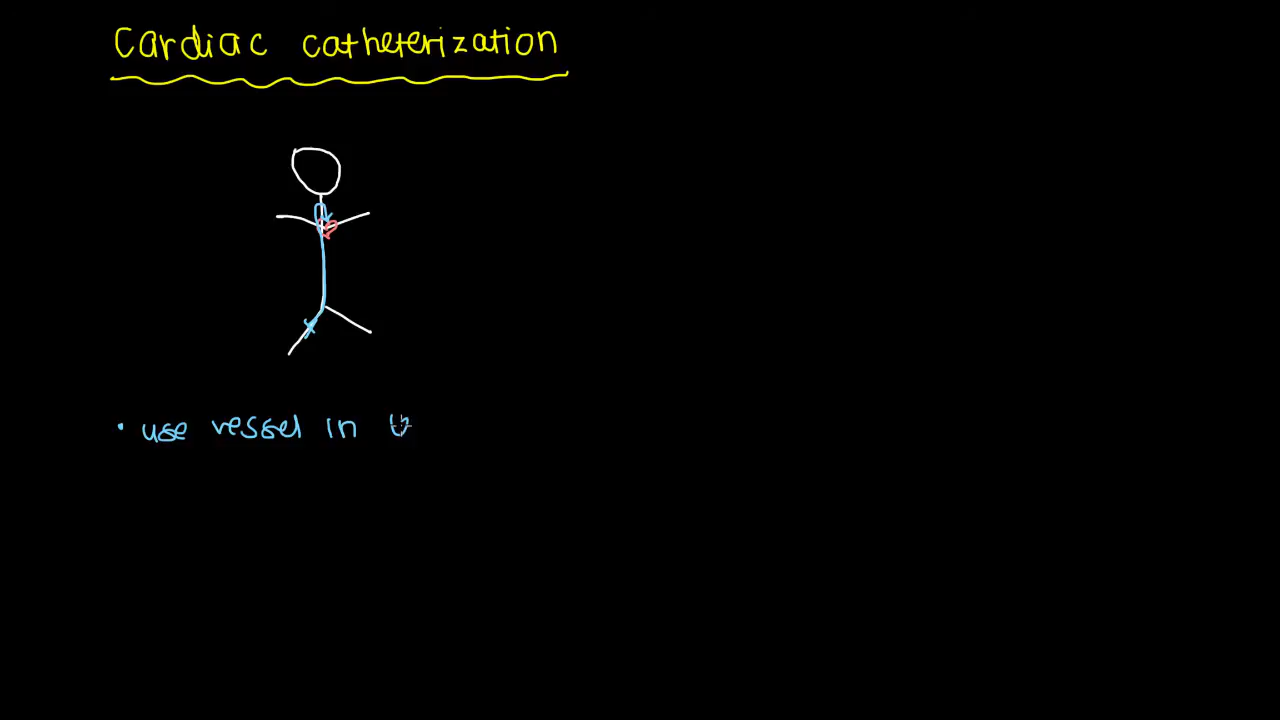 Cardiac catheterization
• use vessel in